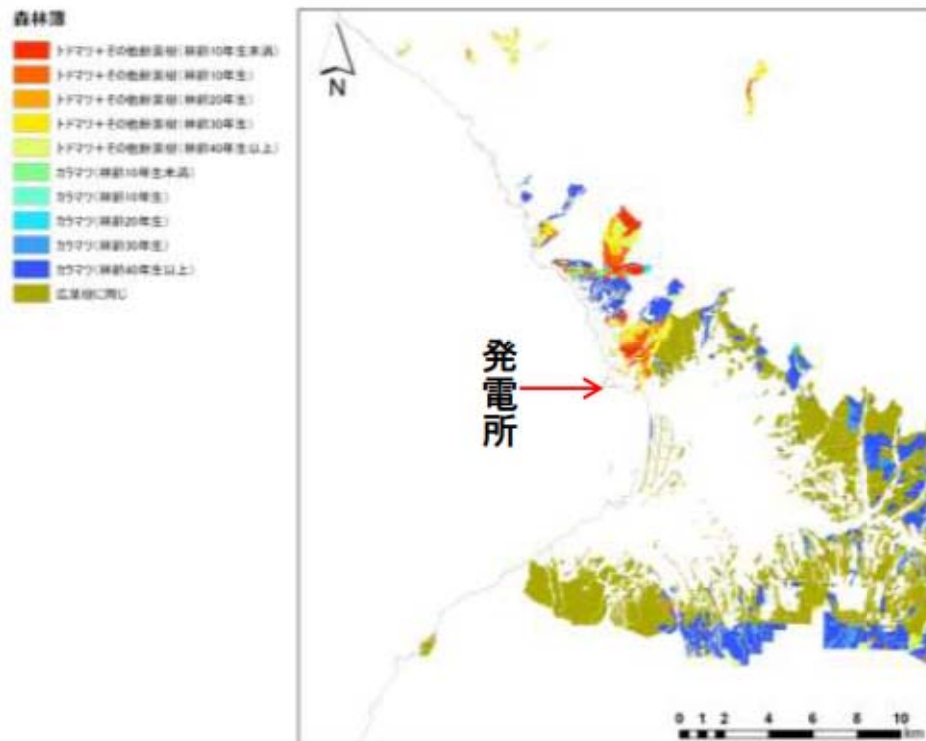 森林簿
トドマツ+その他針葉樹(林齢10年生未満)
トドマツ+その他針葉樹(林齢10年生)
トドマツ+その他針葉樹(林齢20年生)
トドマツ+その他針葉樹(林齢30年生)
トドマツ+その他針葉樹(林齢40年生以上)
カラマツ(林齢10年生未満)
カラマツ(林齢10年生)
カラマツ(林齢20年生)
カラマツ(林齢30年生)
カラマツ(林齢40年生以上)
広葉樹に同じ
N
発電所
0 1 2 4 6 8 10
km